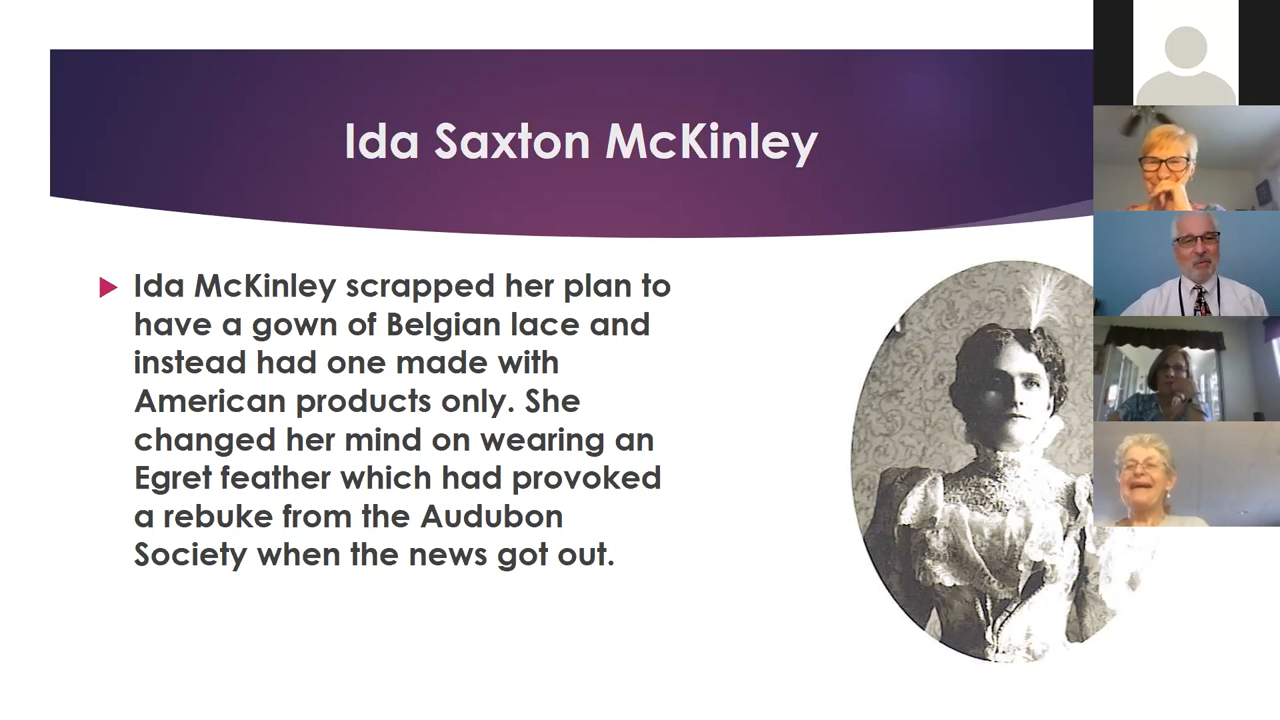 Ida Saxton McKinley
Ida McKinley scrapped her plan to
have a gown of Belgian lace and
instead had one made with
American products only. She
changed her mind on wearing an
Egret feather which had provoked
a rebuke from the Audubon
Society when the news got out.